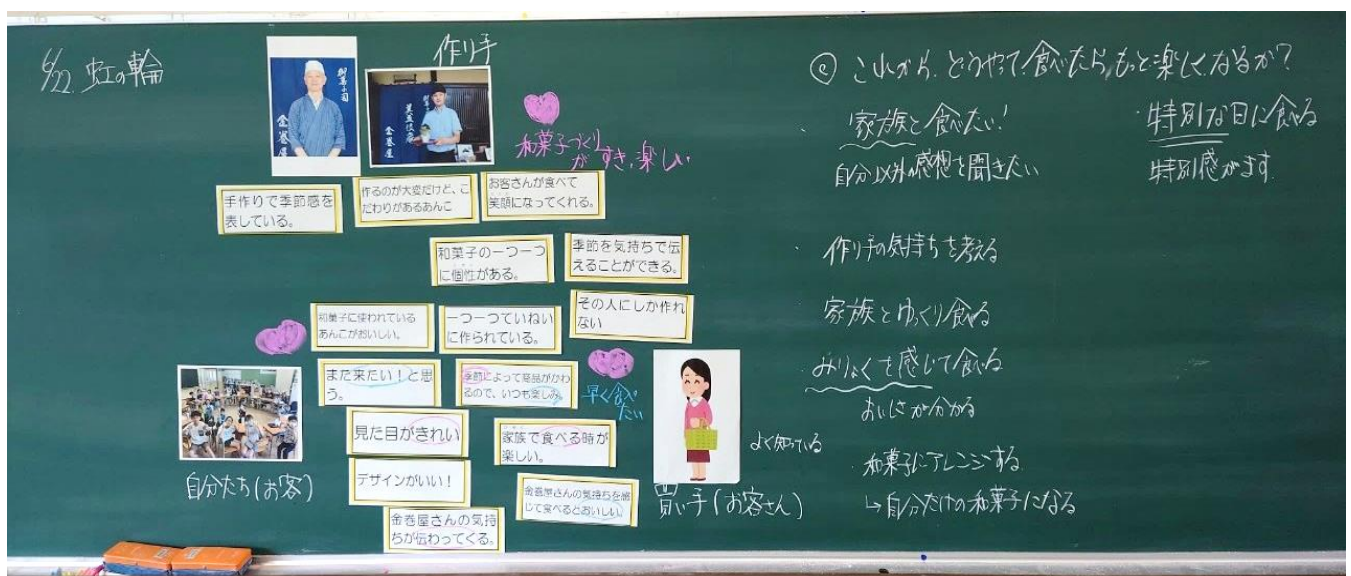 6/22. 虹の輪
作り手
御菓子司
金巻屋
金巻屋
和菓子づくり
がすき、楽しい
手作りで季節感を
表している。
作るのが大変だけど、こ
だわりがあるあんこ
お客さんが食べて
笑顔になってくれる。
和菓子の一つ一つ
に個性がある。
季節を気持ちで伝
えることができる。
和菓子に使われている
あんこがおいしい。
一つ一つていねい
に作られている。
その人にしか作れ
ない
また来たい！と思
う。
季節によって商品がかわ
るので、いつも楽しみ。
早く食べ
たい
見た目がきれい
家族で食べる時が
楽しい。
デザインがいい！
金巻屋さんの気持ちを感
じて食べるとおいしい。
金巻屋さんの気持
ちが伝わってくる。
自分たち(お客)
買い手(お客さん)
よく知っている
これから、どうやって食べたら、もっと楽しくなるか?
・家族と食べたい!
自分以外の感想を聞きたい
・特別な日に食べる
特別感がます
・作り手の気持ちを考える
家族とゆっくり食べる
みりょくを感じて食べる
おいしさが分かる
・和菓子にアレンジする
↳自分だけの和菓子になる